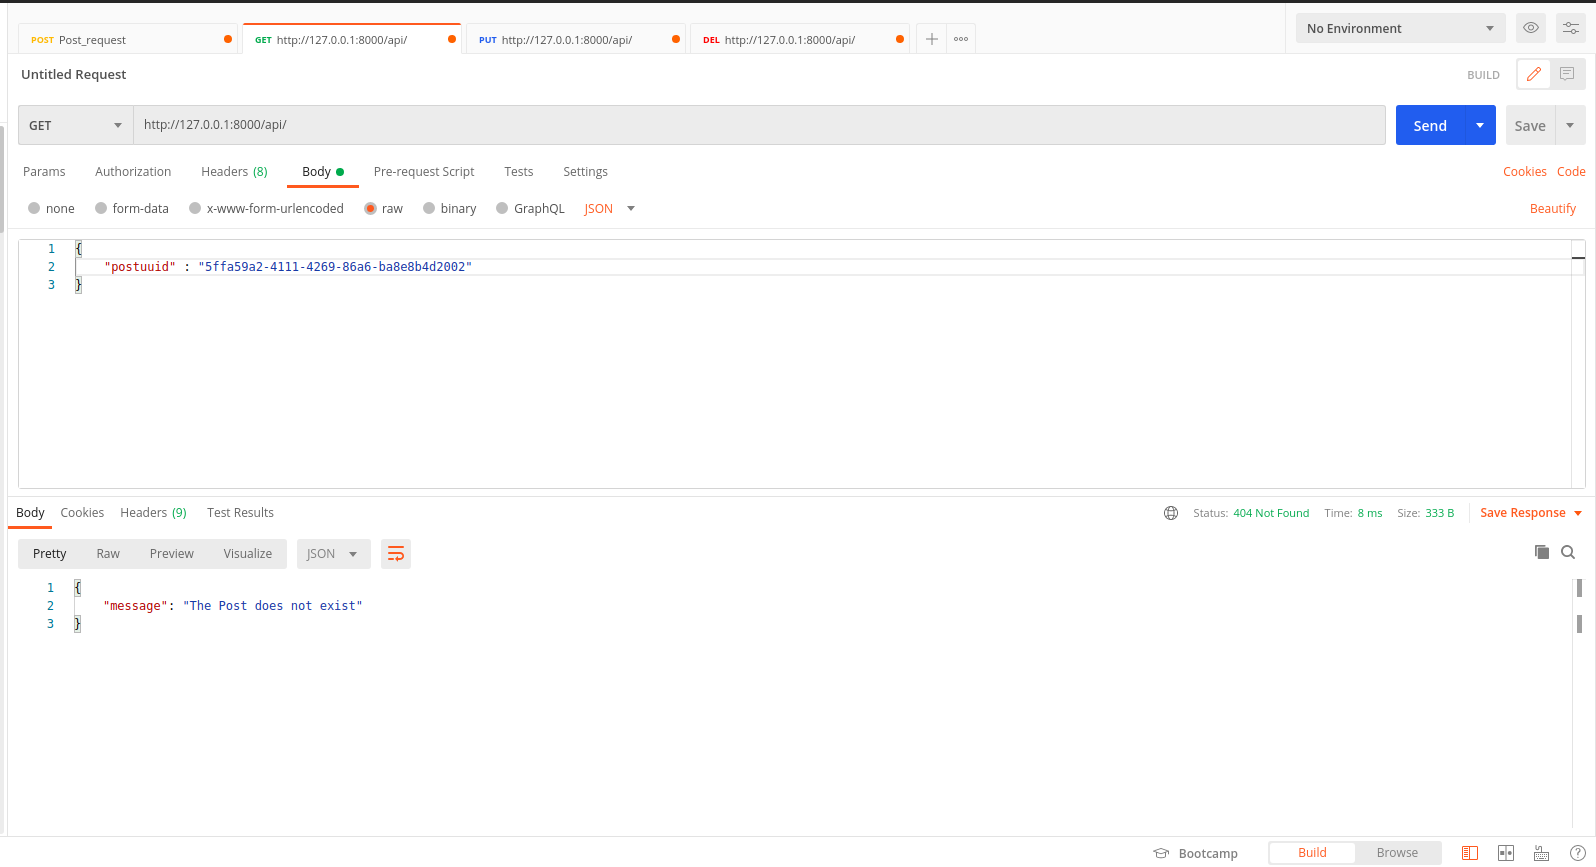 POST Post_request GET http://127.0.0.1:8000/api/ PUT http://127.0.0.1:8000/api/ DEL http://127.0.0.1:8000/api/ No Environment
Untitled Request BUILD
GET http://127.0.0.1:8000/api/ Send Save
Params Authorization Headers (8) Body Pre-request Script Tests Settings Cookies Code
none form-data x-www-form-urlencoded raw binary GraphQL JSON Beautify
1 {
2 "postuuid" : "5ffa59a2-4111-4269-86a6-ba8e8b4d2002"
3 }
Body Cookies Headers (9) Test Results Status: 404 Not Found Time: 8 ms Size: 333 B Save Response
Pretty Raw Preview Visualize JSON
1 {
2 "message": "The Post does not exist"
3 }
Bootcamp Build Browse